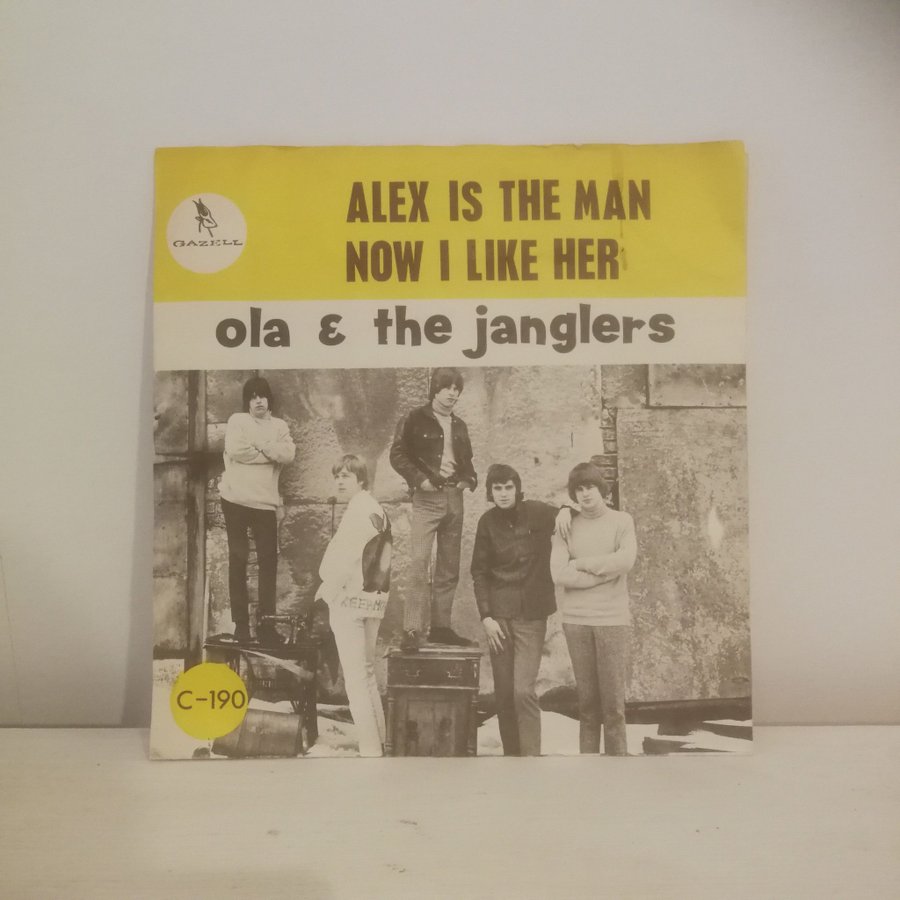 GAZELL
ALEX IS THE MAN
NOW I LIKE HER
ola & the janglers
C-190